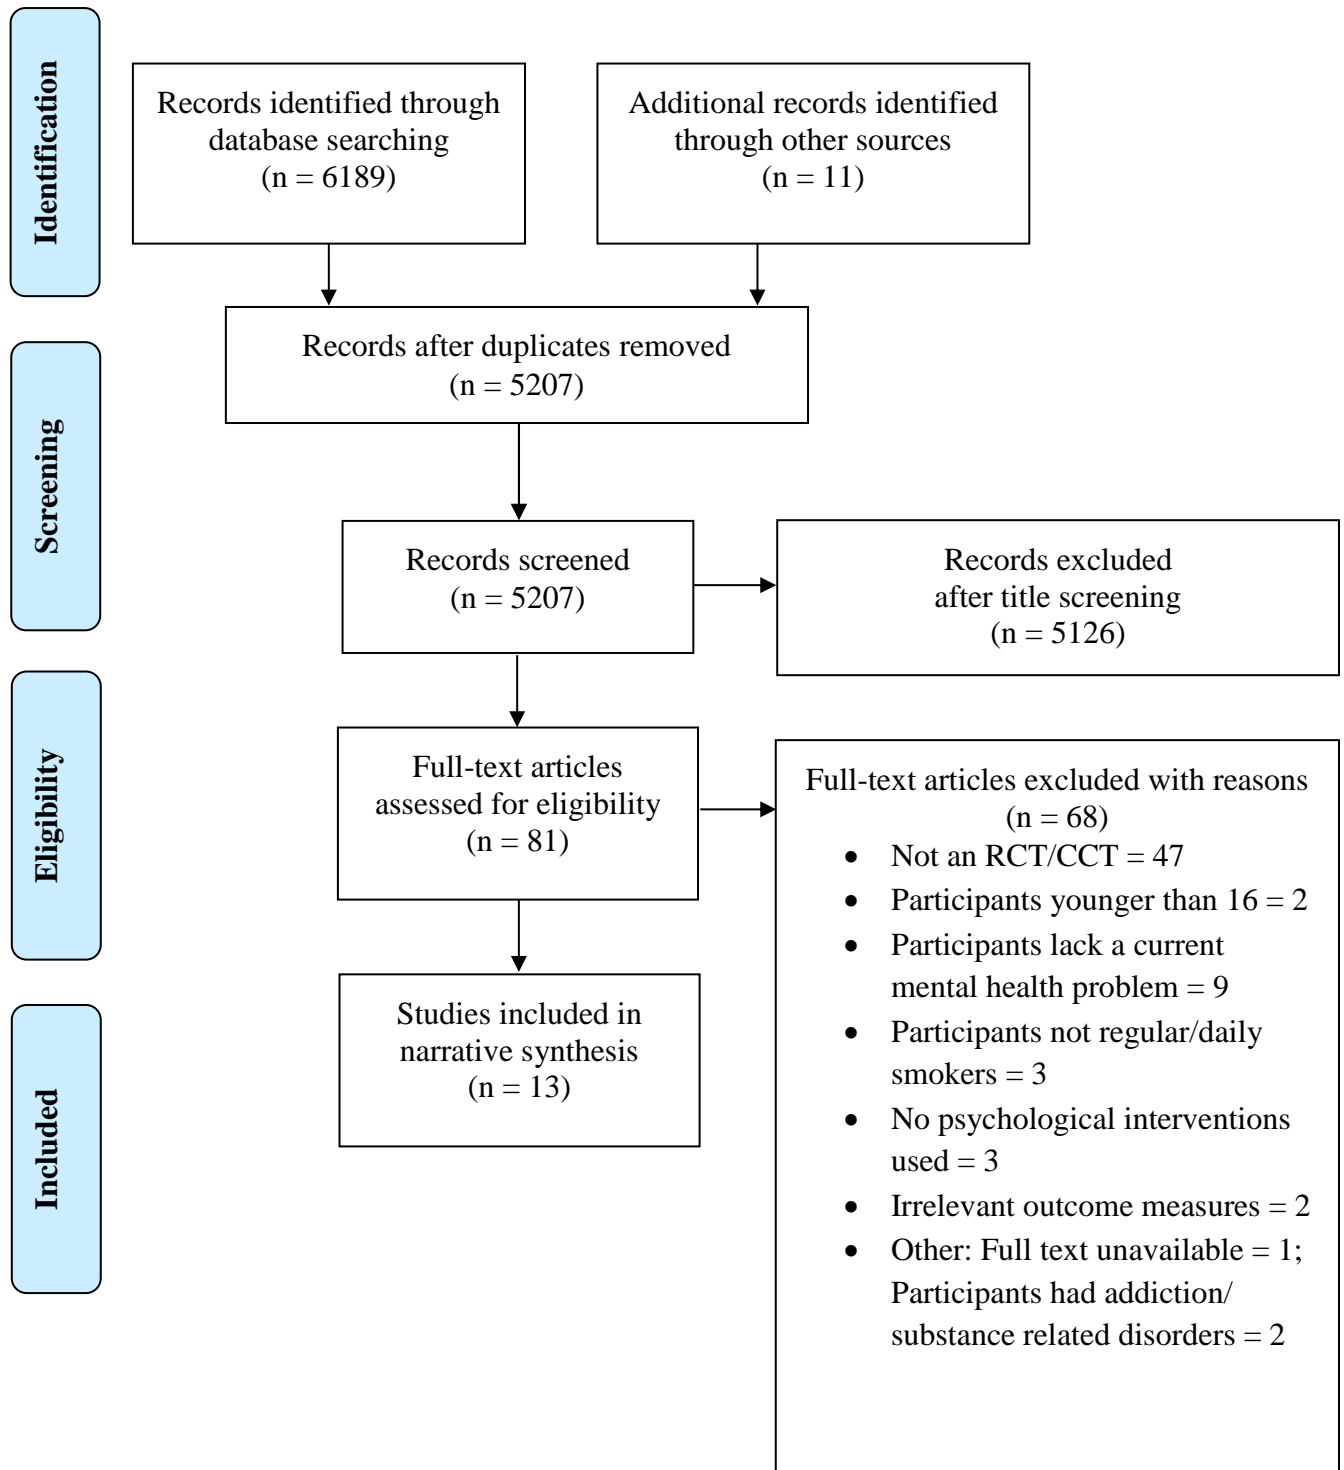 Identification
Records identified through
database searching
(n = 6189)
Additional records identified
through other sources
(n = 11)
Records after duplicates removed
(n = 5207)
Screening
Records screened
(n = 5207)
Records excluded
after title screening
(n = 5126)
Eligibility
Full-text articles
assessed for eligibility
(n = 81)
Full-text articles excluded with reasons
(n = 68)
• Not an RCT/CCT = 47
• Participants younger than 16 = 2
• Participants lack a current
mental health problem = 9
• Participants not regular/daily
smokers = 3
• No psychological interventions
used = 3
• Irrelevant outcome measures = 2
• Other: Full text unavailable = 1;
Participants had addiction/
substance related disorders = 2
Included
Studies included in
narrative synthesis
(n = 13)